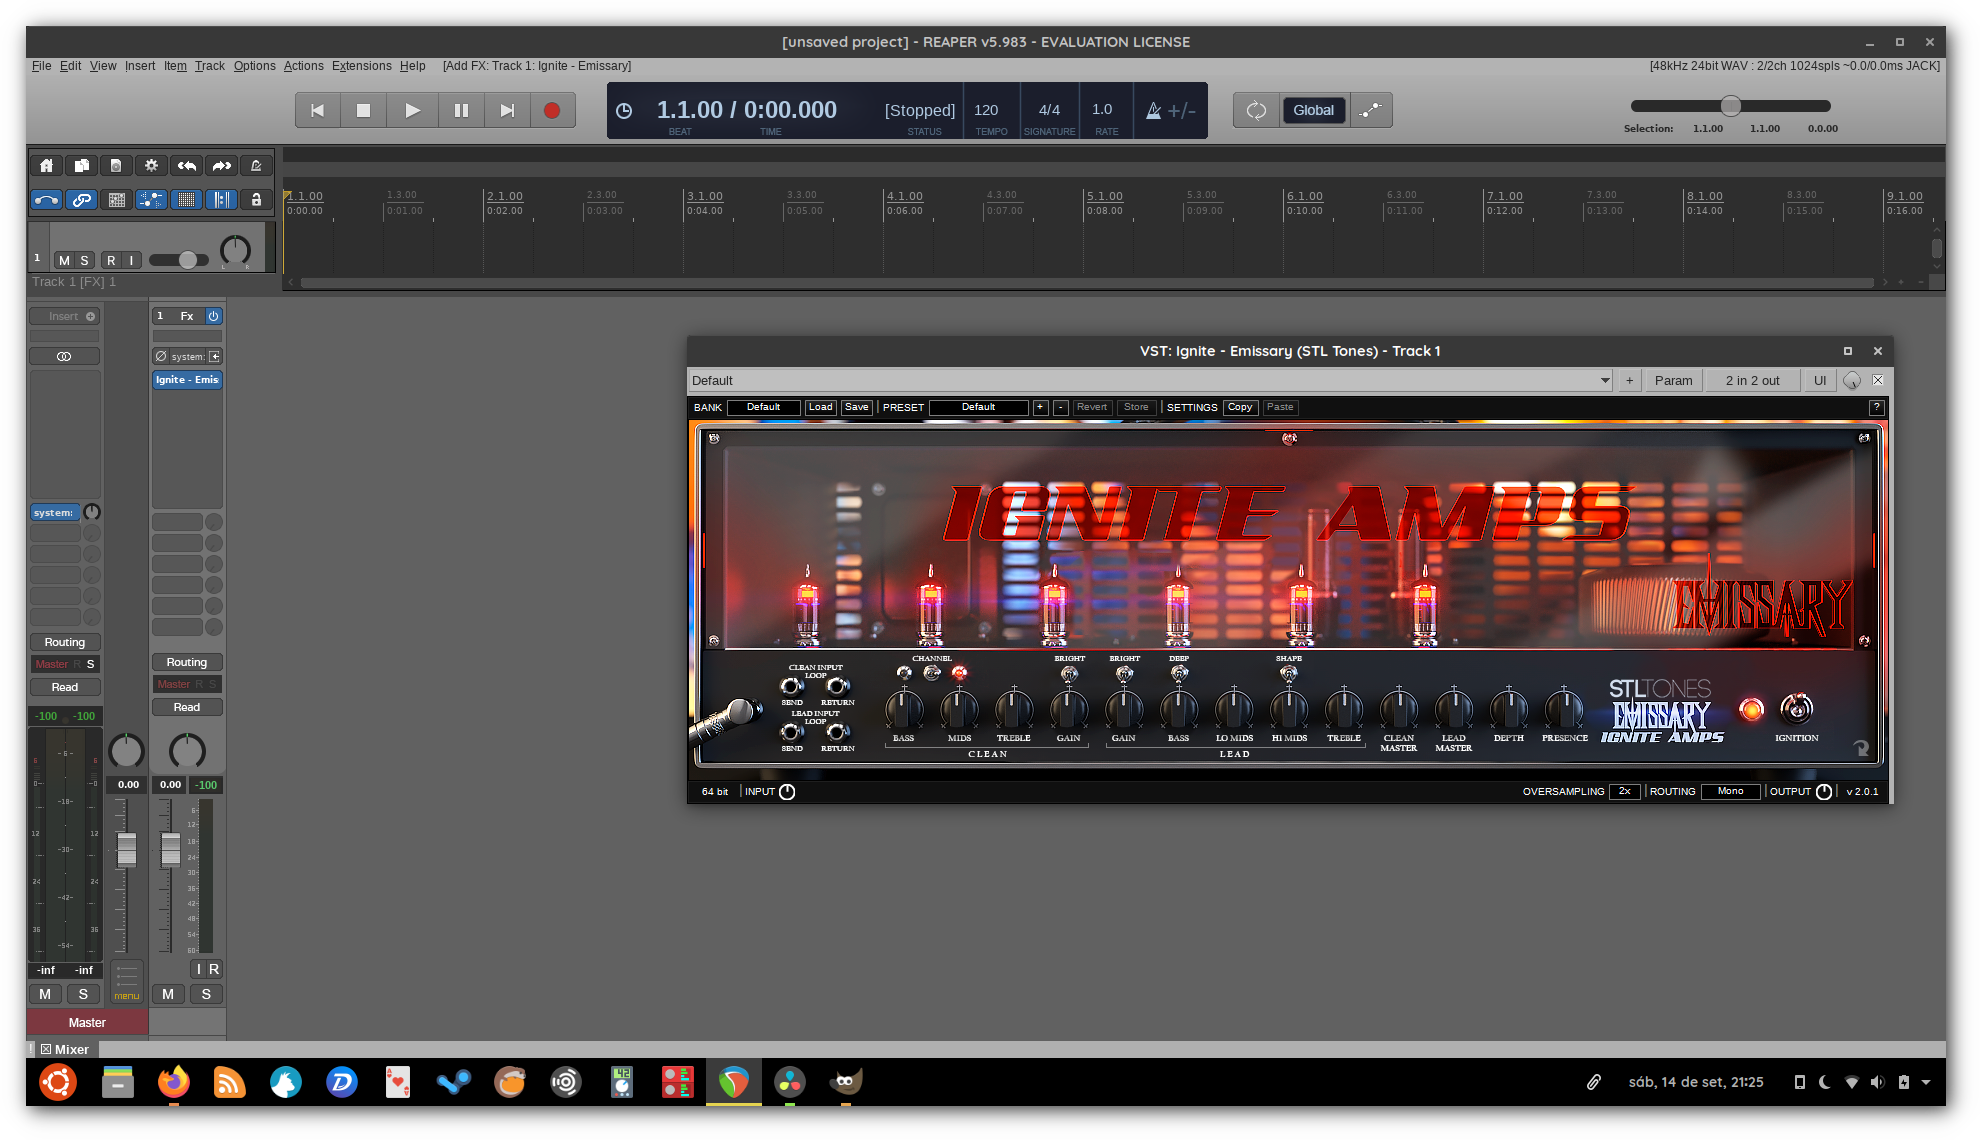 [unsaved project] - REAPER v5.983 - EVALUATION LICENSE
File Edit View Insert Item Track Options Actions Extensions Help [Add FX: Track 1: Ignite - Emissary] [48kHz 24bit WAV : 2/2ch 1024spls ~0.0/0.0ms JACK]
1.1.00 / 0:00.000 [Stopped] 120 4/4 1.0 +/- Global
BEAT TIME STATUS TEMPO SIGNATURE RATE
Selection: 1.1.00 1.1.00 0.0.00
1.1.00 1.3.00 2.1.00 2.3.00 3.1.00 3.3.00 4.1.00 4.3.00 5.1.00 5.3.00 6.1.00 6.3.00 7.1.00 7.3.00 8.1.00 8.3.00 9.1.00
0:00.00 0:01.00 0:02.00 0:03.00 0:04.00 0:05.00 0:06.00 0:07.00 0:08.00 0:09.00 0:10.00 0:11.00 0:12.00 0:13.00 0:14.00 0:15.00 0:16.00
1 M S R I
Track 1 [FX] 1
Insert 1 Fx
system:
Ignite - Emis
system:
Routing
Routing
Master R S
Master R S
Read
Read
-100 -100
0.00 0.00 -100
-6-
-18-
-30-
-42-
-54-
-inf -inf
I R
M S menu M S
Master
Mixer
VST: Ignite - Emissary (STL Tones) - Track 1
Default + Param 2 in 2 out UI
BANK Default Load Save PRESET Default + - Revert Store SETTINGS Copy Paste ?
IGNITE AMPS
EMISSARY
CLEAN INPUT LOOP
SEND RETURN
LEAD INPUT LOOP
SEND RETURN
CHANNEL BRIGHT BRIGHT DEEP SHAPE
BASS MIDS TREBLE GAIN GAIN BASS LO MIDS HI MIDS TREBLE CLEAN MASTER LEAD MASTER DEPTH PRESENCE
CLEAN LEAD
STLTONES
EMISSARY
IGNITE AMPS
IGNITION
64 bit INPUT OVERSAMPLING 2x ROUTING Mono OUTPUT v 2.0.1
sáb, 14 de set, 21:25